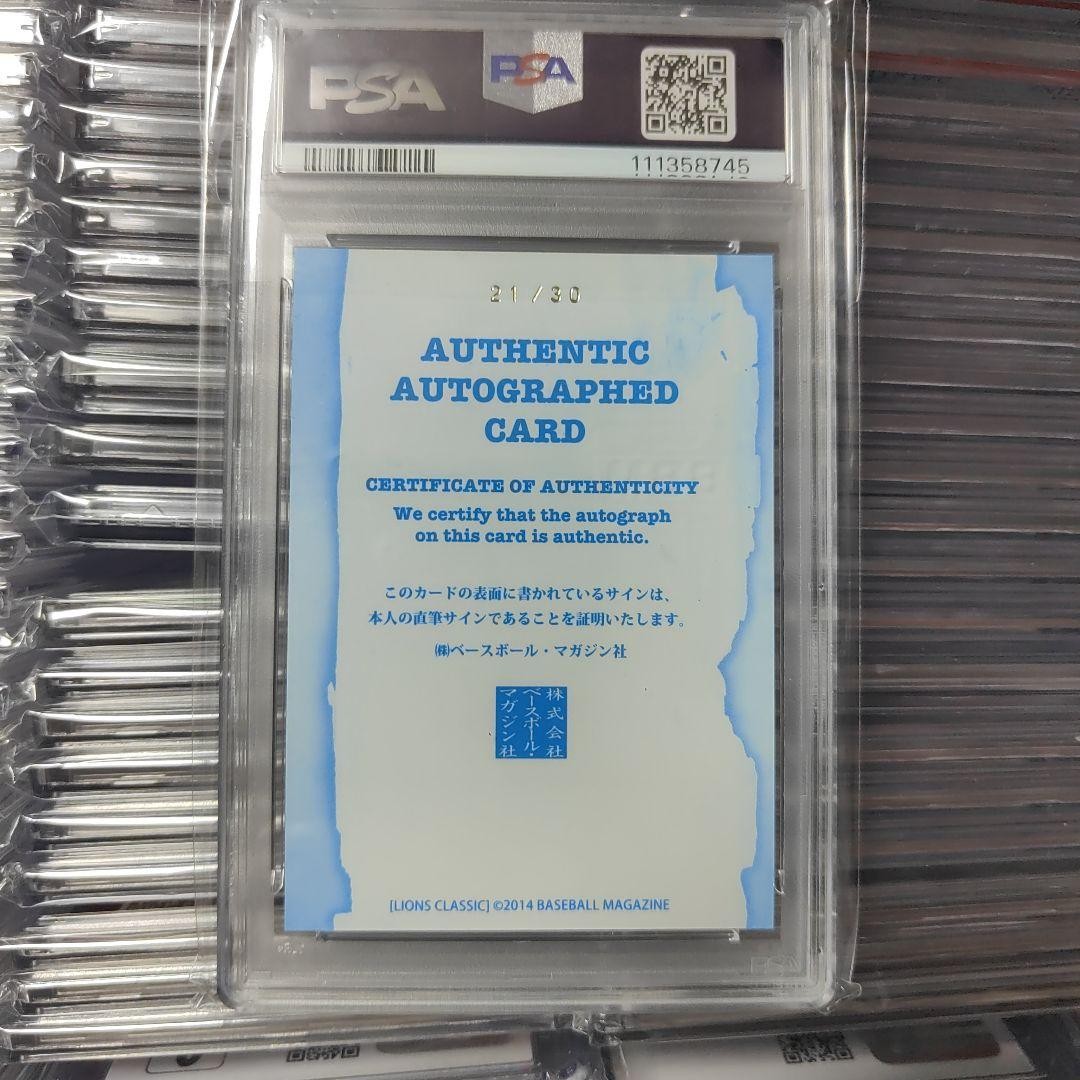 PSA
PSA
111358745
21/30
AUTHENTIC
AUTOGRAPHED
CARD
CERTIFICATE OF AUTHENTICITY
We certify that the autograph
on this card is authentic.
このカードの表面に書かれているサインは、
本人の直筆サインであることを証明いたします。
㈱ベースボール・マガジン社
株式会社
ベースボール・
マガジン社
[LIONS CLASSIC] ©2014 BASEBALL MAGAZINE
PSA